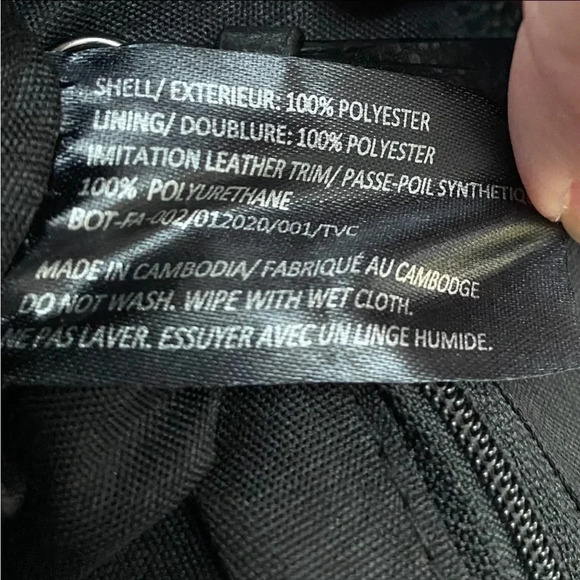 SHELL/ EXTERIEUR: 100% POLYESTER
LINING/ DOUBLURE: 100% POLYESTER
IMITATION LEATHER TRIM/ PASSE-POIL SYNTHETIQ
100% POLYURETHANE
BOT-FA-002/012020/001/TVC
MADE IN CAMBODIA/ FABRIQUÉ AU CAMBODGE
DO NOT WASH. WIPE WITH WET CLOTH.
NE PAS LAVER. ESSUYER AVEC UN LINGE HUMIDE.